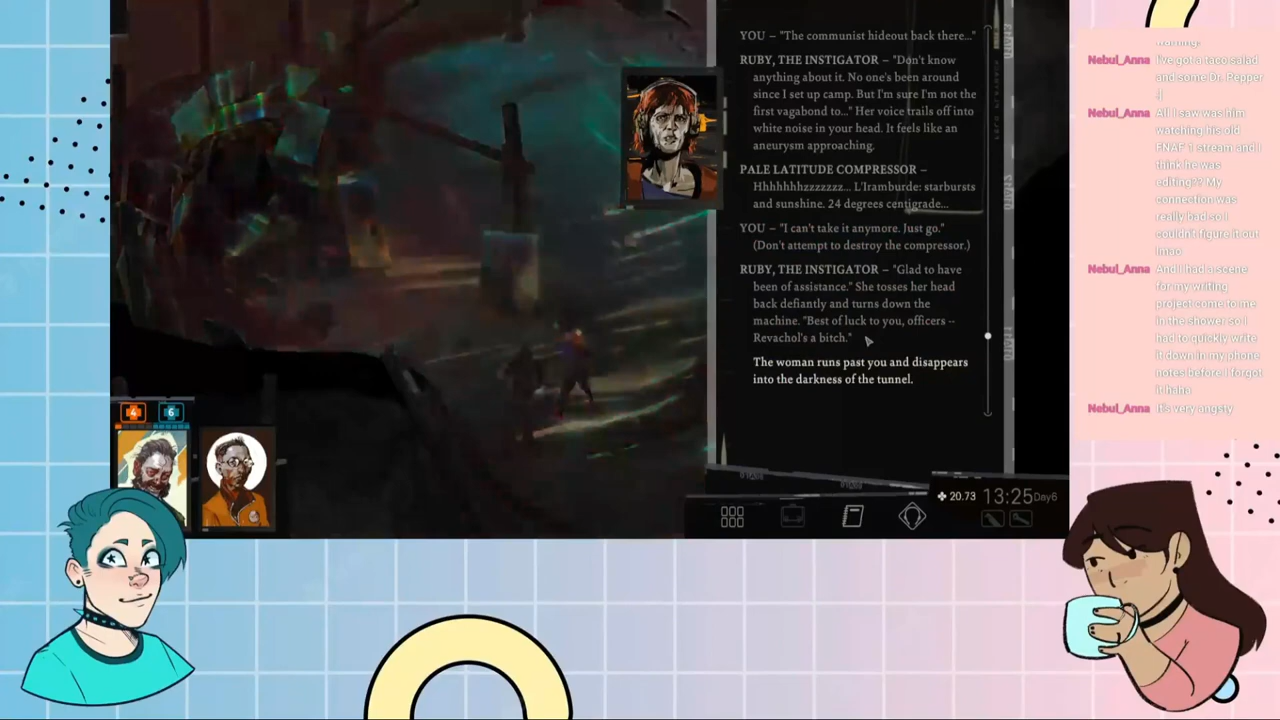 YOU – "The communist hideout back there..."
RUBY, THE INSTIGATOR – "Don't know
anything about it. No one's been around
since I set up camp. But I'm sure I'm not the
first vagabond to..." Her voice trails off into
white noise in your head. It feels like an
aneurysm approaching.
PALE LATITUDE COMPRESSOR –
Hhhhhhhzzzzzzz... L'Iramburde: starbursts
and sunshine. 24 degrees centigrade...
YOU – "I can't take it anymore. Just go."
(Don't attempt to destroy the compressor.)
RUBY, THE INSTIGATOR – "Glad to have
been of assistance." She tosses her head
back defiantly and turns down the
machine. "Best of luck to you, officers --
Revachol's a bitch."
The woman runs past you and disappears
into the darkness of the tunnel.
4 6
20.73 13:25 Day6
Nebul_Anna I've got a taco salad
and some Dr. Pepper
:]
Nebul_Anna All I saw was him
watching his old
FNAF 1 stream and I
think he was
editing?? My
connection was
really bad so I
couldn't figure it out
lmao
Nebul_Anna And I had a scene
for my writing
project come to me
in the shower so I
had to quickly write
it down in my phone
notes before I forgot
it haha
Nebul_Anna It's very angsty